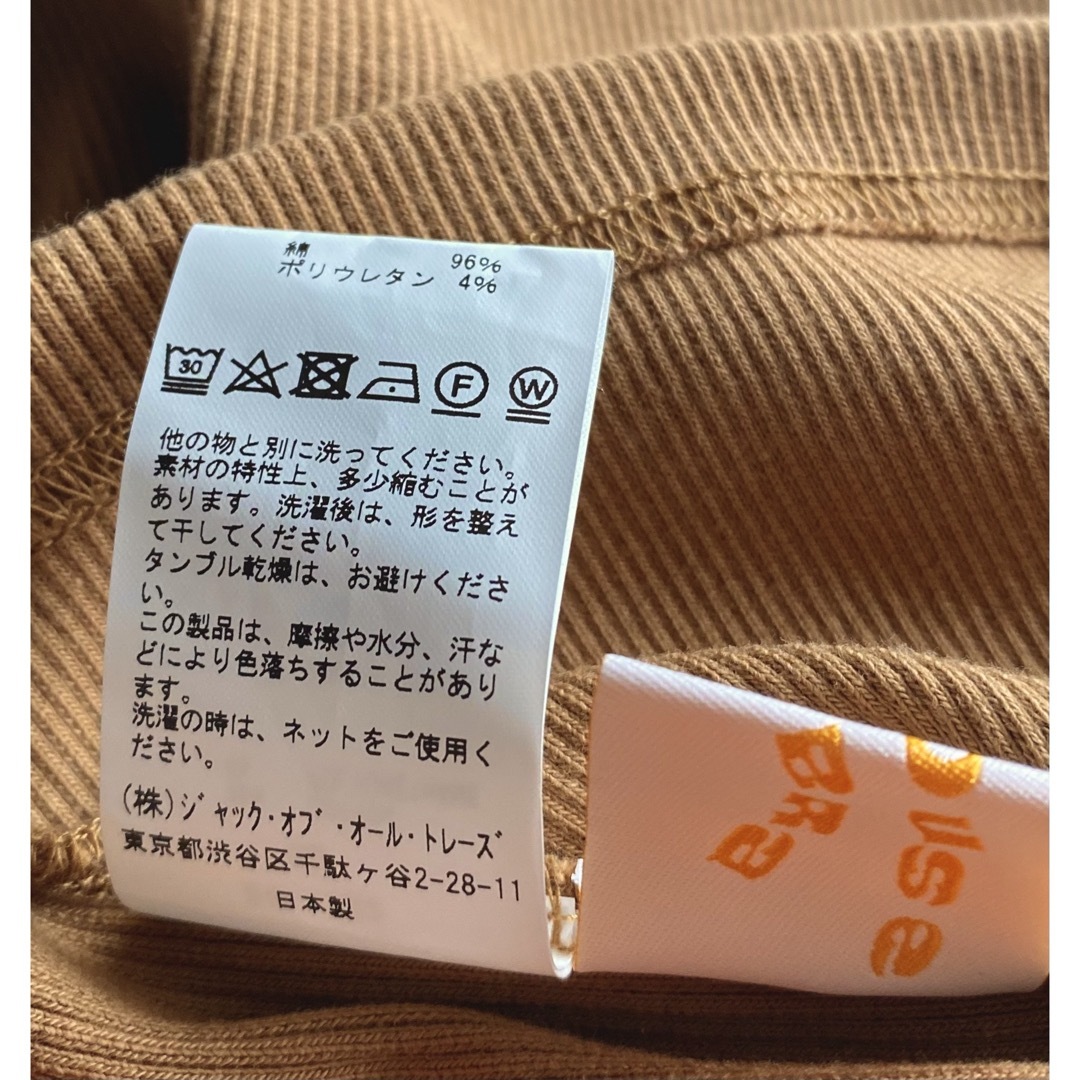 綿 96%
ポリウレタン 4%
30 F W
他の物と別に洗ってください。
素材の特性上、多少縮むことが
あります。洗濯後は、形を整え
て干してください。
タンブル乾燥は、お避けくださ
い。
この製品は、摩擦や水分、汗な
どにより色落ちすることがあり
ます。
洗濯の時は、ネットをご使用く
ださい。
(株)ジャック・オブ・オール・トレーズ
東京都渋谷区千駄ケ谷2-28-11
日本製